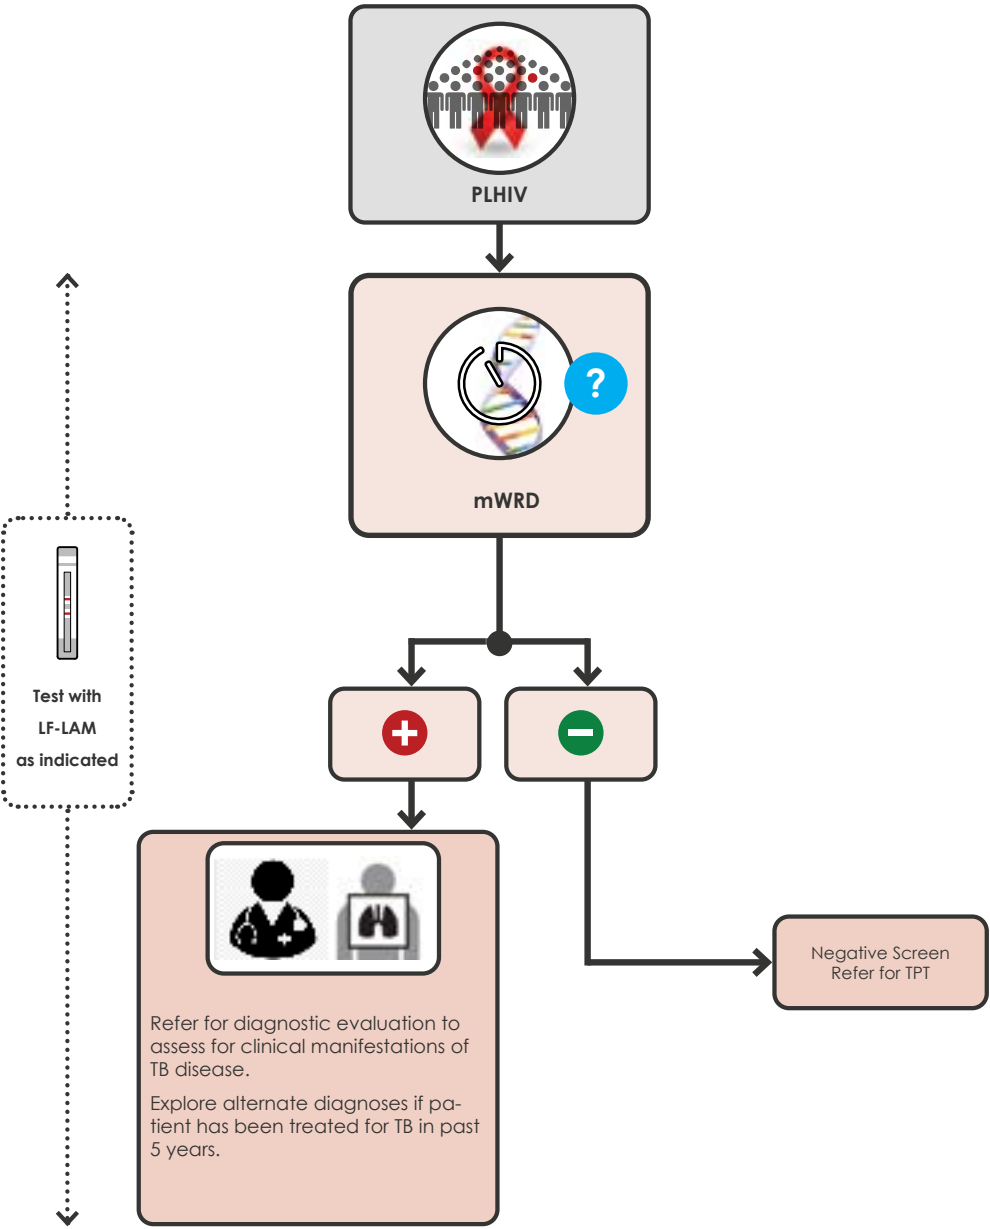 PLHIV
?
mWRD
Test with
LF-LAM
as indicated
Negative Screen
Refer for TPT
Refer for diagnostic evaluation to
assess for clinical manifestations of
TB disease.
Explore alternate diagnoses if pa-
tient has been treated for TB in past
5 years.